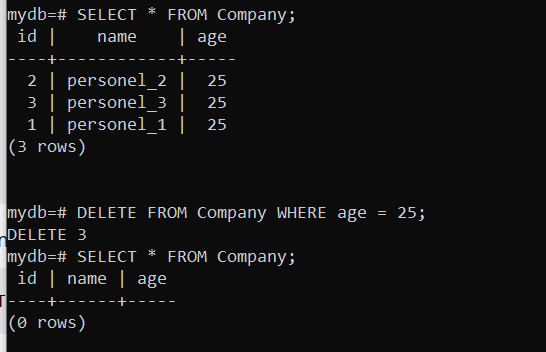 mydb=# SELECT * FROM Company;
 id |    name    | age
----+------------+-----
  2 | personel_2 |  25
  3 | personel_3 |  25
  1 | personel_1 |  25
(3 rows)
mydb=# DELETE FROM Company WHERE age = 25;
DELETE 3
mydb=# SELECT * FROM Company;
 id | name | age
----+------+-----
(0 rows)